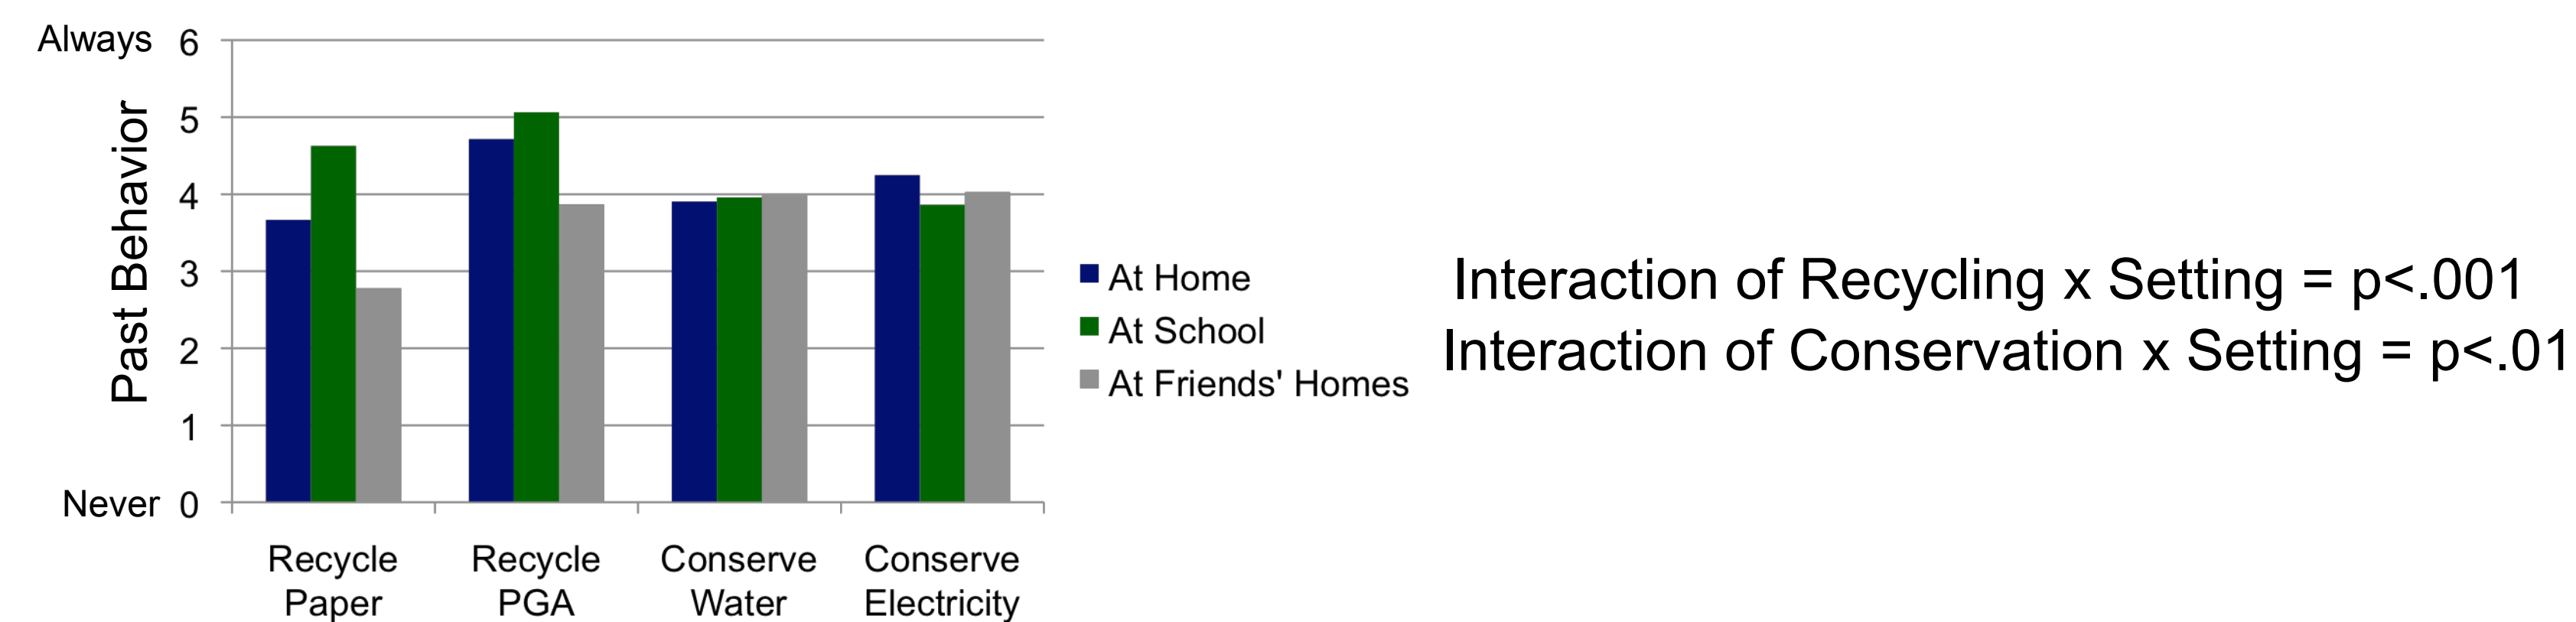 Always 6
5
4
3
2
1
Never 0
Past Behavior
Recycle Paper
Recycle PGA
Conserve Water
Conserve Electricity
At Home
At School
At Friends' Homes
Interaction of Recycling x Setting = p<.001
Interaction of Conservation x Setting = p<.01